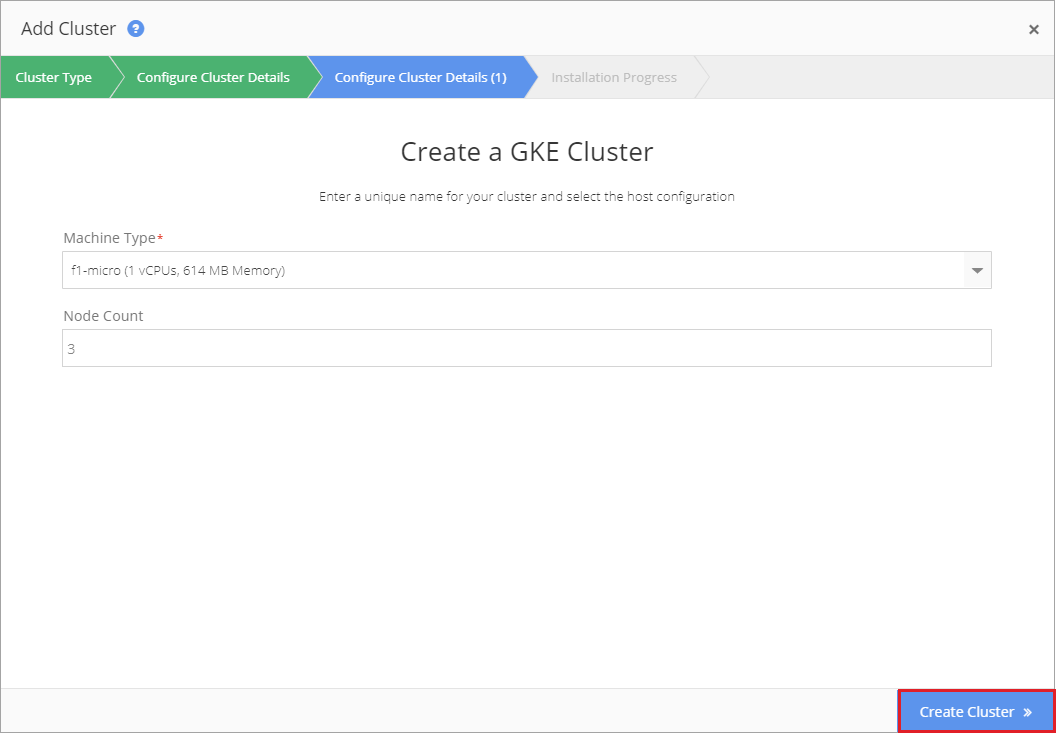 Add Cluster ?
Cluster Type
Configure Cluster Details
Configure Cluster Details (1)
Installation Progress
Create a GKE Cluster
Enter a unique name for your cluster and select the host configuration
Machine Type*
f1-micro (1 vCPUs, 614 MB Memory)
Node Count
3
Create Cluster »